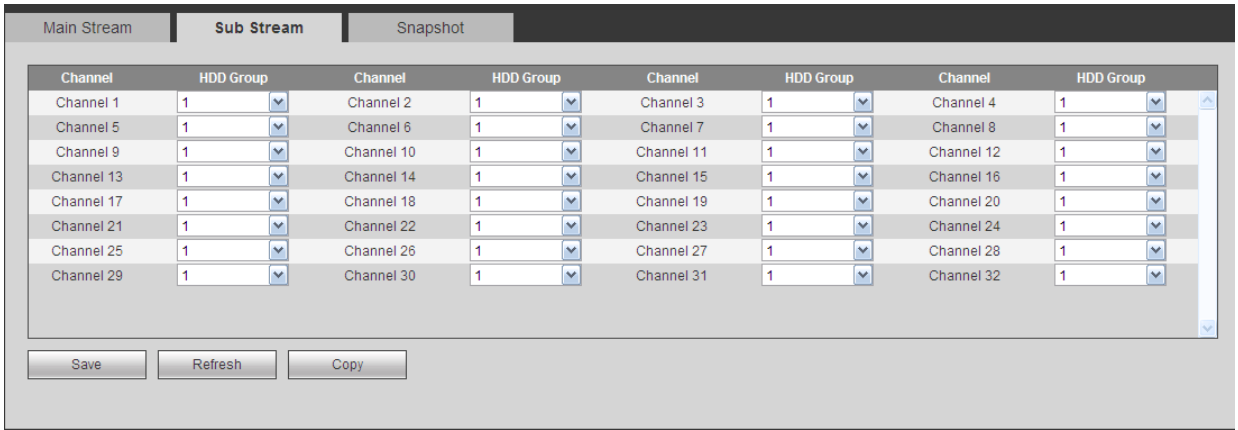 Main Stream Sub Stream Snapshot
Channel HDD Group Channel HDD Group Channel HDD Group Channel HDD Group
Channel 1 1 Channel 2 1 Channel 3 1 Channel 4 1
Channel 5 1 Channel 6 1 Channel 7 1 Channel 8 1
Channel 9 1 Channel 10 1 Channel 11 1 Channel 12 1
Channel 13 1 Channel 14 1 Channel 15 1 Channel 16 1
Channel 17 1 Channel 18 1 Channel 19 1 Channel 20 1
Channel 21 1 Channel 22 1 Channel 23 1 Channel 24 1
Channel 25 1 Channel 26 1 Channel 27 1 Channel 28 1
Channel 29 1 Channel 30 1 Channel 31 1 Channel 32 1
Save Refresh Copy